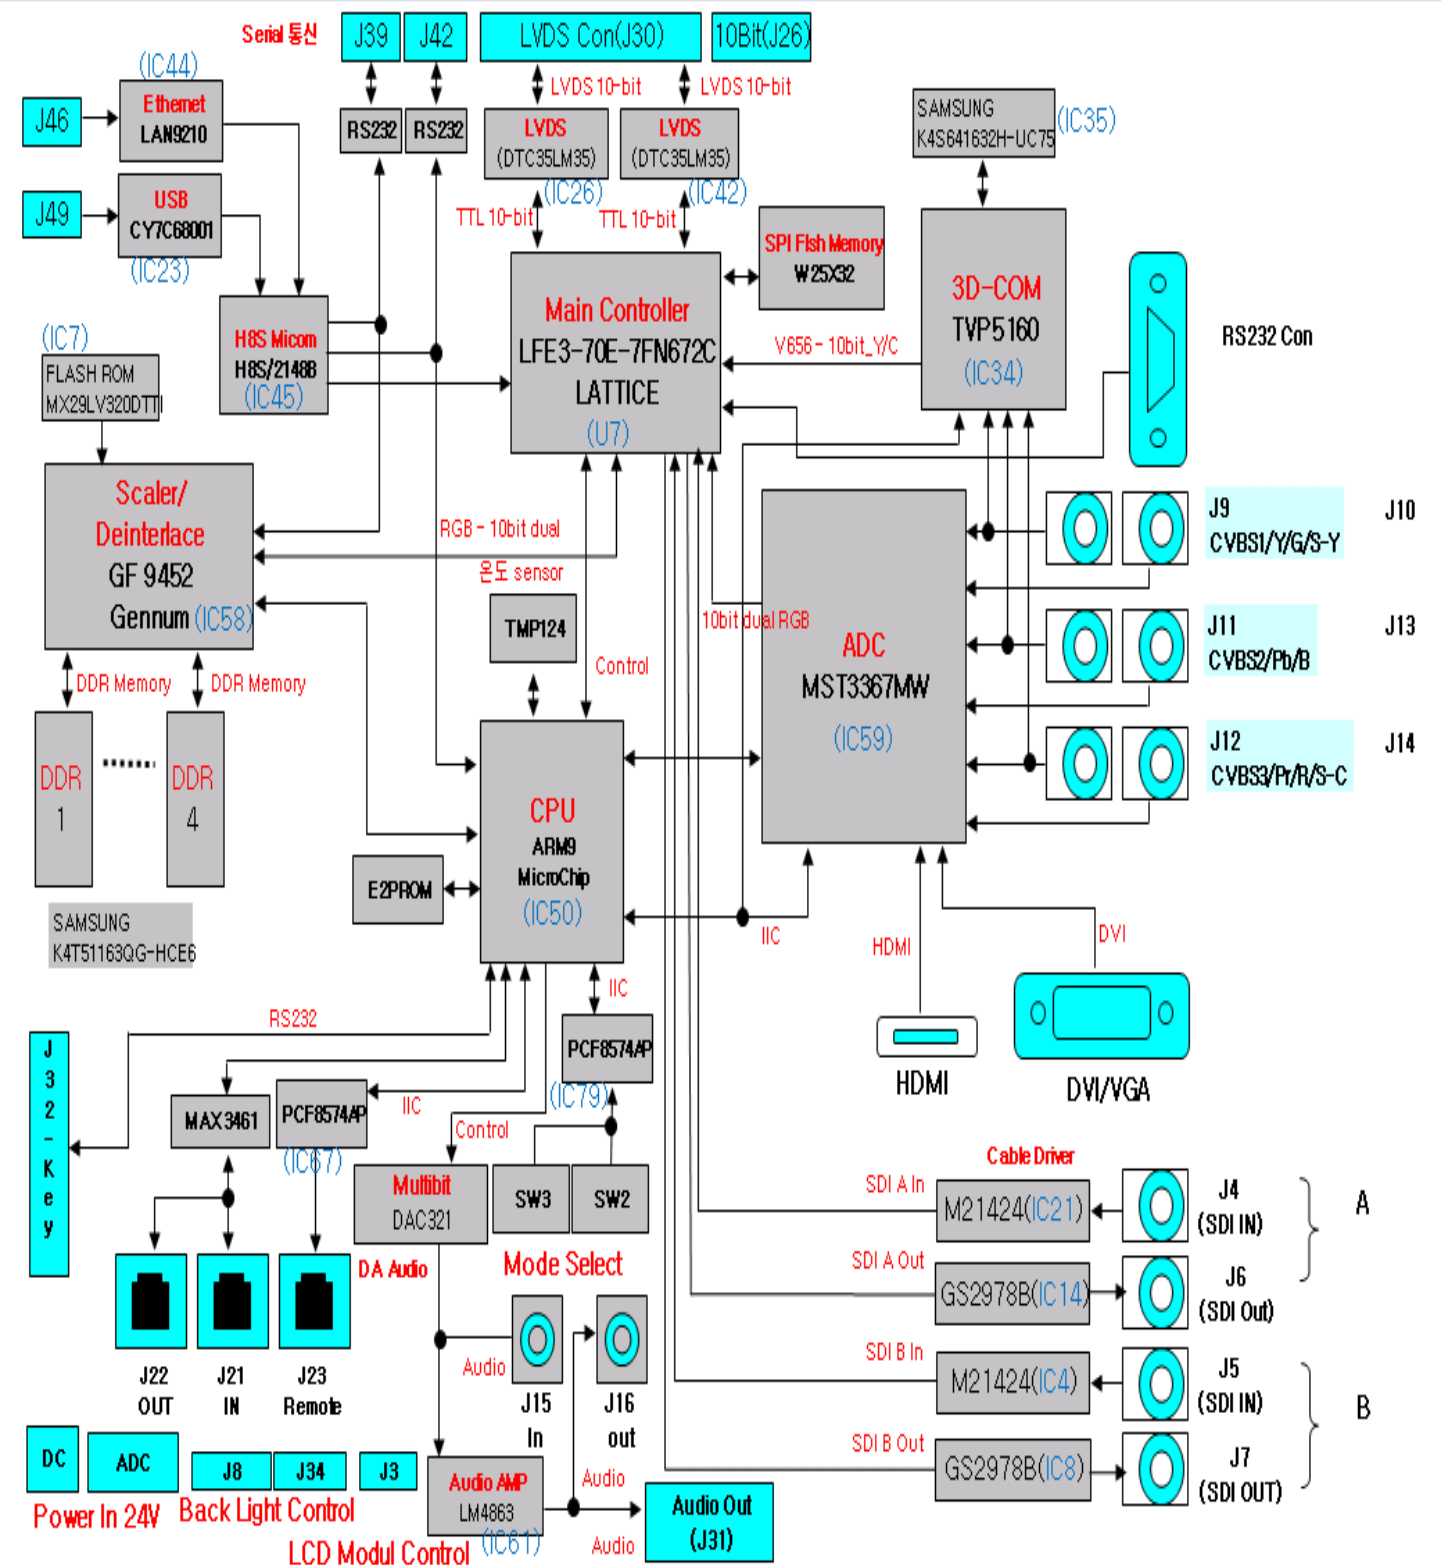 Serial 통신
J39
J42
LVDS Con(J30)
10Bit(J26)
(IC44)
Ethernet
LAN9210
J46
RS232
RS232
LVDS 10-bit
LVDS 10-bit
LVDS
(DTC35LM35)
(IC26)
LVDS
(DTC35LM35)
(IC42)
SAMSUNG
K4S641632H-UC75
(IC35)
USB
CY7C68001
(IC23)
J49
TTL 10-bit
TTL 10-bit
SPI Flsh Memory
W25X32
Main Controller
LFE3-70E-7FN672C
LATTICE
(U7)
3D-COM
TVP5160
(IC34)
V656 - 10bit_Y/C
RS232 Con
H8S Micom
H8S/2148B
(IC45)
(IC7)
FLASH ROM
MX29LV320DTTI
Scaler/
Deinterlace
GF 9452
Gennum (IC58)
RGB - 10bit dual
온도 sensor
TMP124
Control
10bit dual RGB
ADC
MST3367MW
(IC59)
J9
CVBS1/Y/G/S-Y
J10
J11
CVBS2/Pb/B
J13
J12
CVBS3/Pr/R/S-C
J14
DDR Memory
DDR Memory
DDR
1
DDR
4
SAMSUNG
K4T51163QG-HCE6
CPU
ARM9
MicroChip
(IC50)
E2PROM
IIC
HDMI
DVI
HDMI
DVI/VGA
RS232
IIC
PCF8574AP
(IC79)
J32-Key
MAX3461
PCF8574AP
(IC67)
IIC
Control
Multibit
DAC321
DA Audio
SW3
SW2
Mode Select
Cable Driver
SDI A In
M21424(IC21)
J4
(SDI IN)
A
SDI A Out
GS2978B(IC14)
J6
(SDI Out)
SDI B In
M21424(IC4)
J5
(SDI IN)
B
SDI B Out
GS2978B(IC8)
J7
(SDI OUT)
J22
OUT
J21
IN
J23
Remote
Audio
J15
In
J16
out
DC
ADC
Power In 24V
J8
J34
J3
Back Light Control
LCD Modul Control
Audio AMP
LM4863
(IC61)
Audio
Audio
Audio Out
(J31)